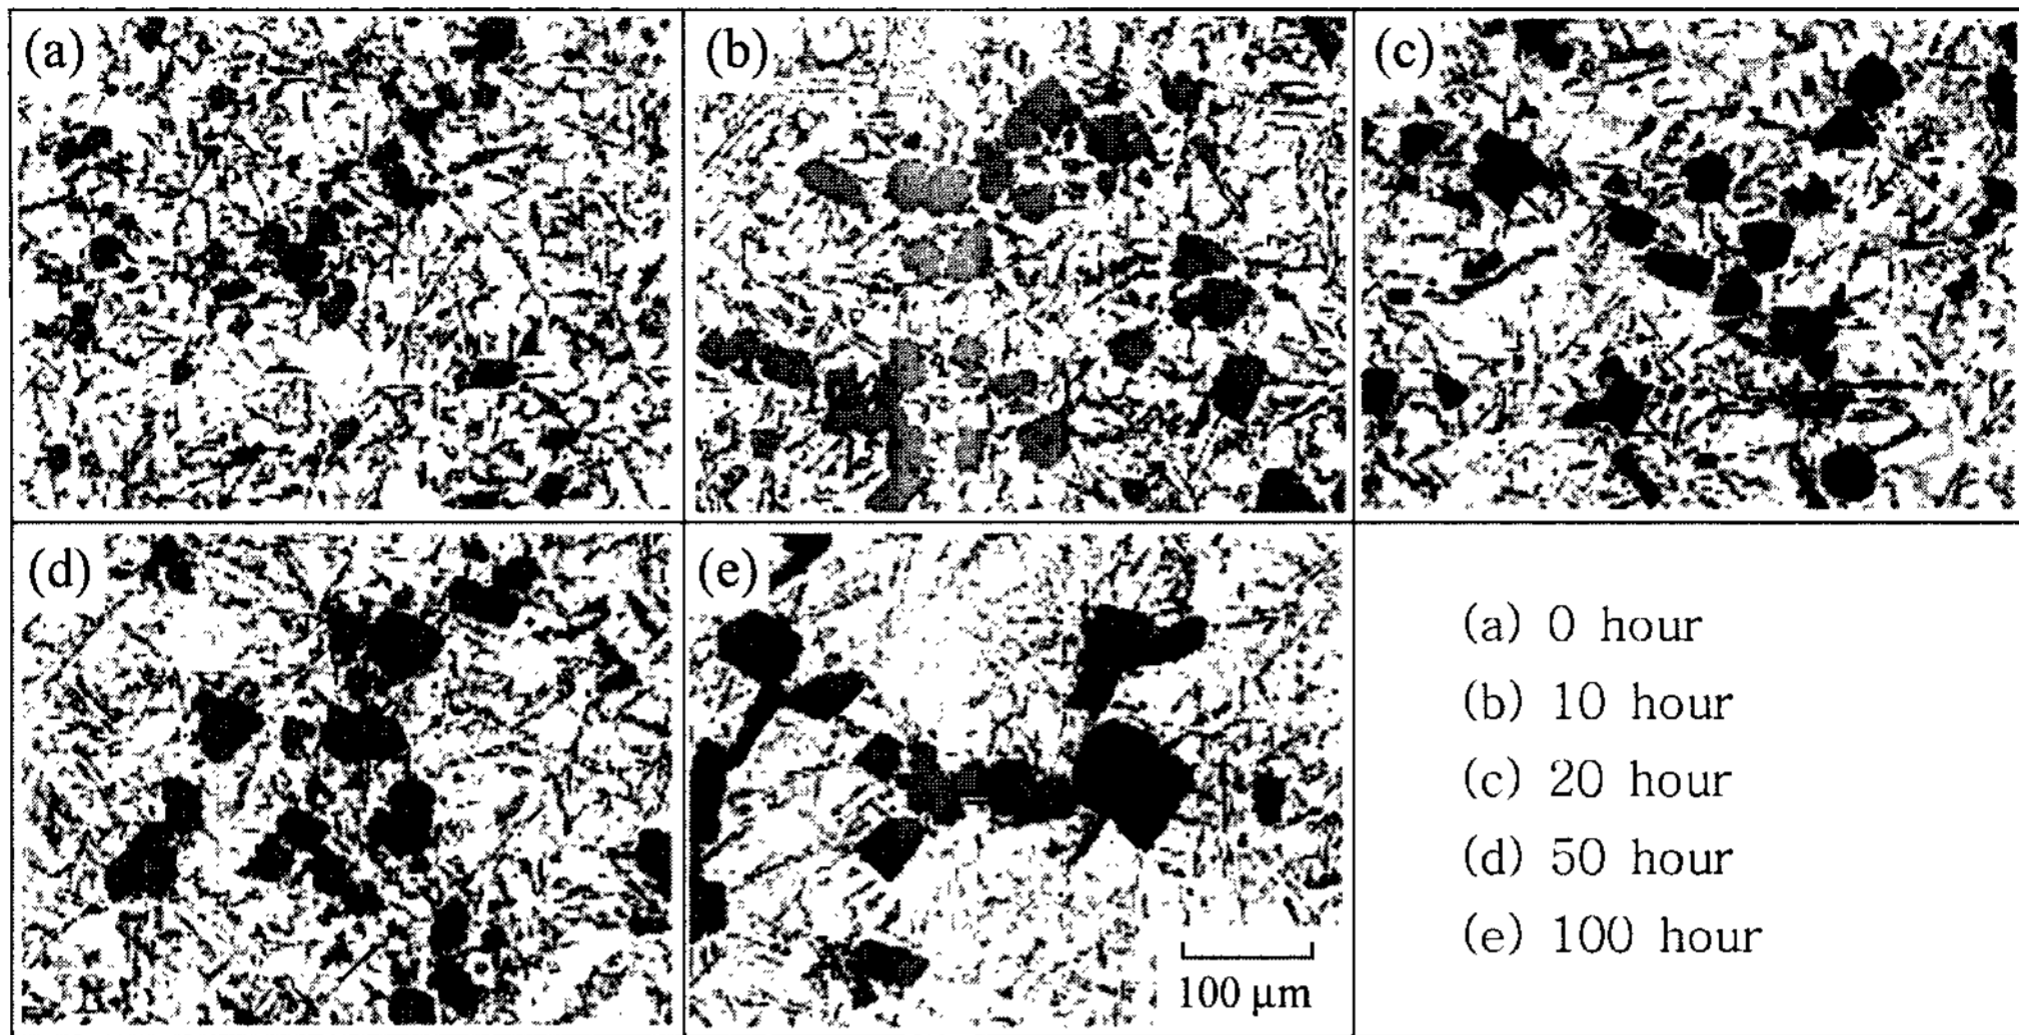 (a)
(b)
(c)
(d)
(e)
100 μm
(a) 0 hour
(b) 10 hour
(c) 20 hour
(d) 50 hour
(e) 100 hour